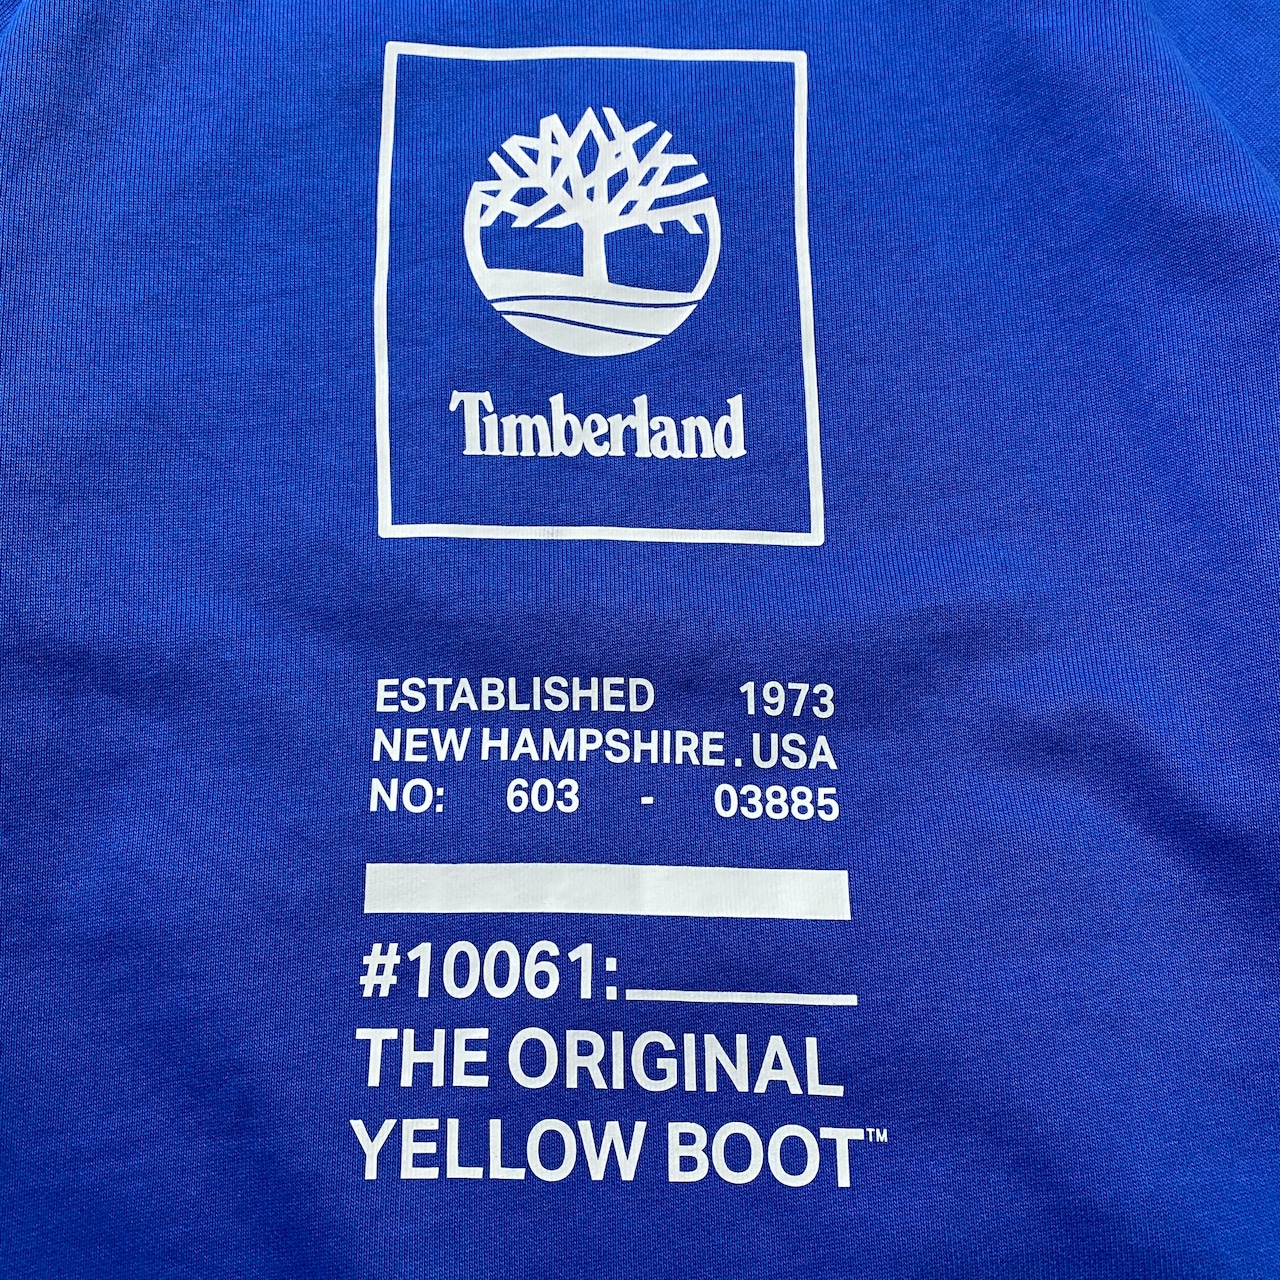 Timberland
ESTABLISHED 1973
NEW HAMPSHIRE . USA
NO: 603 - 03885
#10061:
THE ORIGINAL
YELLOW BOOT™